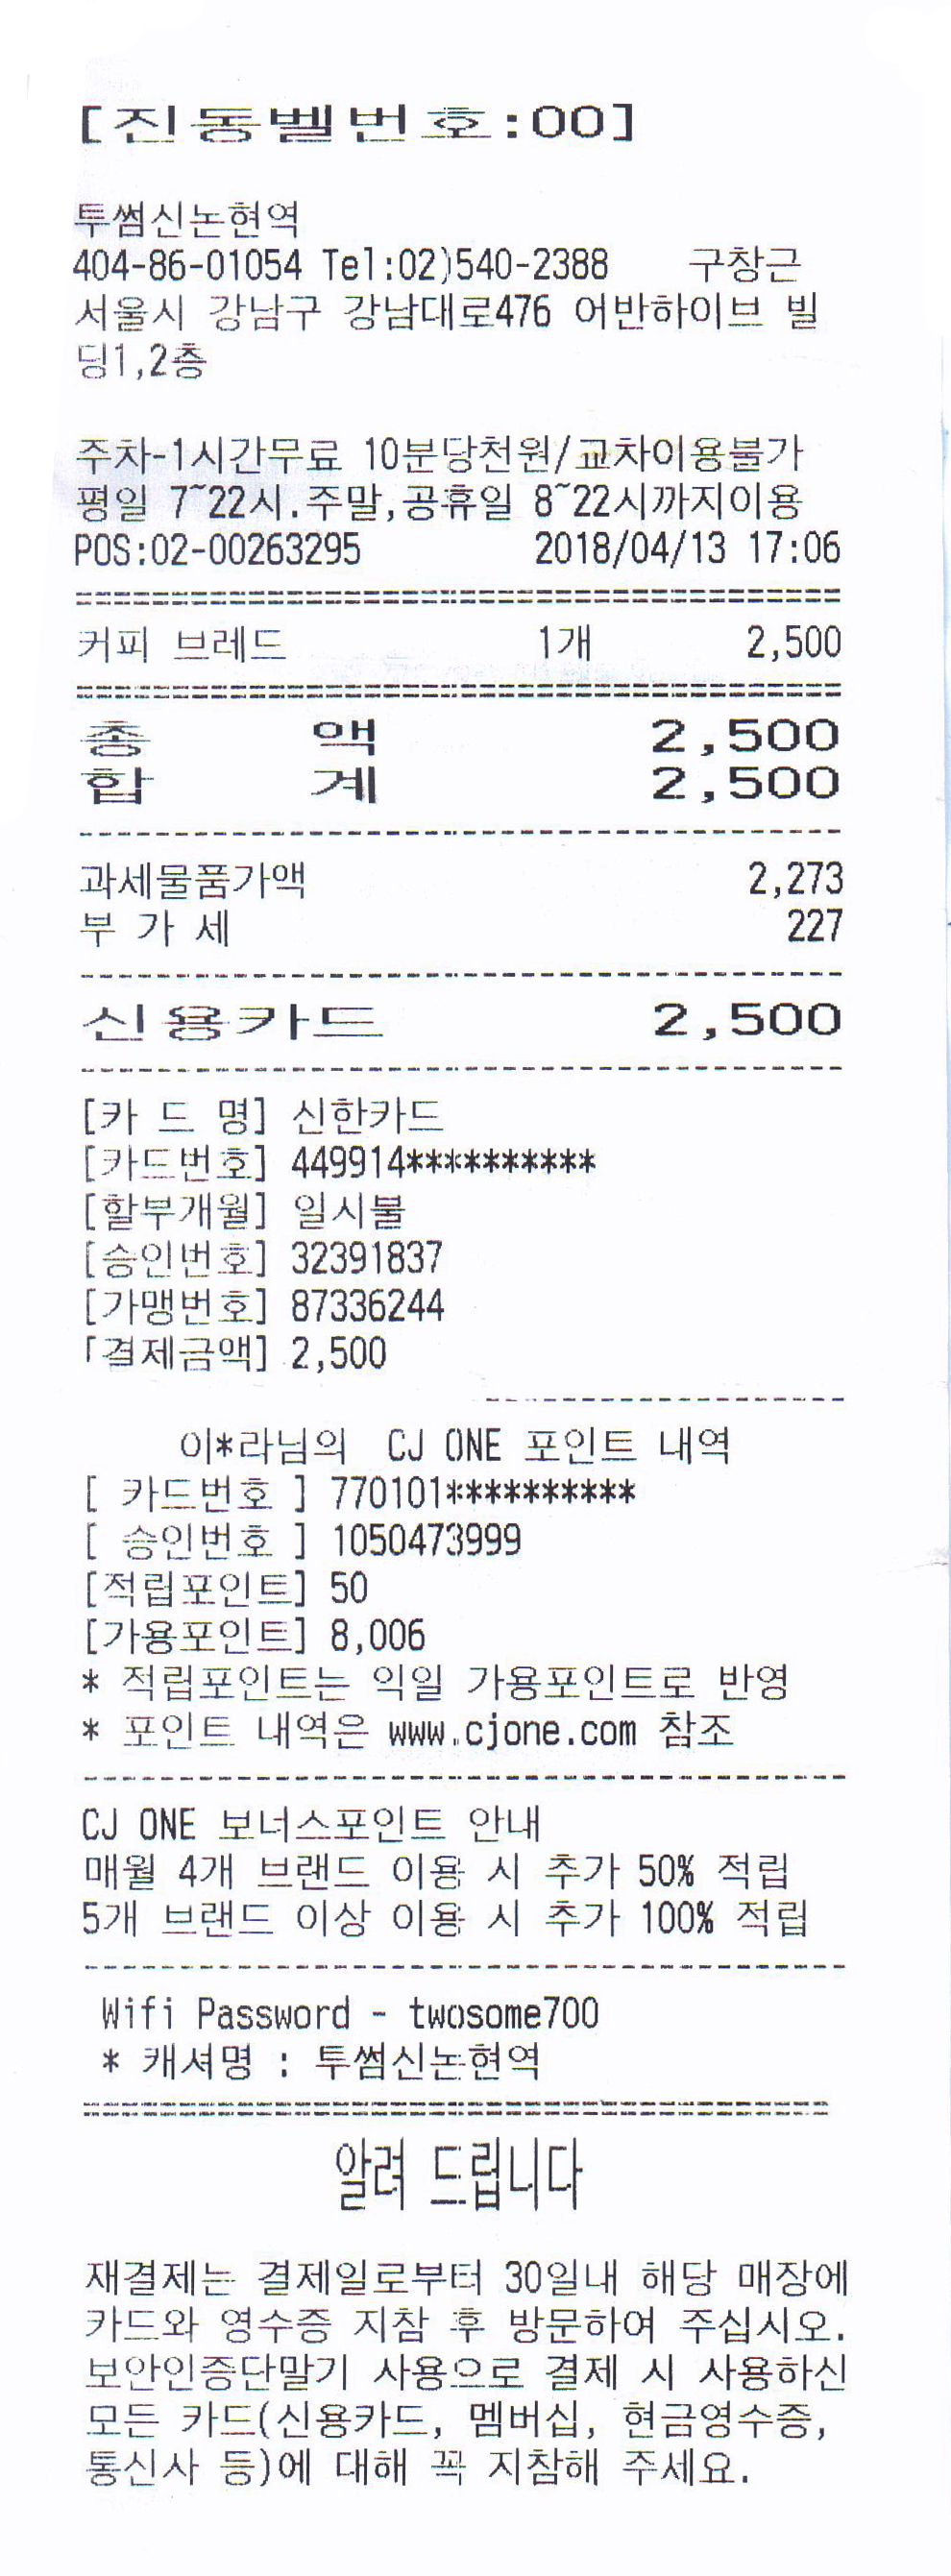 [진동벨번호:00]
투썸신논현역
404-86-01054 Tel:02)540-2388 구창근
서울시 강남구 강남대로476 어반하이브 빌
딩1,2층
주차-1시간무료 10분당천원/교차이용불가
평일 7~22시.주말,공휴일 8~22시까지이용
POS:02-00263295 2018/04/13 17:06
커피 브레드 1개 2,500
총 액 2,500
합 계 2,500
과세물품가액 2,273
부 가 세 227
신용카드 2,500
[카 드 명] 신한카드
[카드번호] 449914**********
[할부개월] 일시불
[승인번호] 32391837
[가맹번호] 87336244
[결제금액] 2,500
이*라님의 CJ ONE 포인트 내역
[ 카드번호 ] 770101**********
[ 승인번호 ] 1050473999
[적립포인트] 50
[가용포인트] 8,006
* 적립포인트는 익일 가용포인트로 반영
* 포인트 내역은 www.cjone.com 참조
CJ ONE 보너스포인트 안내
매월 4개 브랜드 이용 시 추가 50% 적립
5개 브랜드 이상 이용 시 추가 100% 적립
Wifi Password - twosome700
* 캐셔명 : 투썸신논현역
알려 드립니다
재결제는 결제일로부터 30일내 해당 매장에
카드와 영수증 지참 후 방문하여 주십시오.
보안인증단말기 사용으로 결제 시 사용하신
모든 카드(신용카드, 멤버십, 현금영수증,
통신사 등)에 대해 꼭 지참해 주세요.